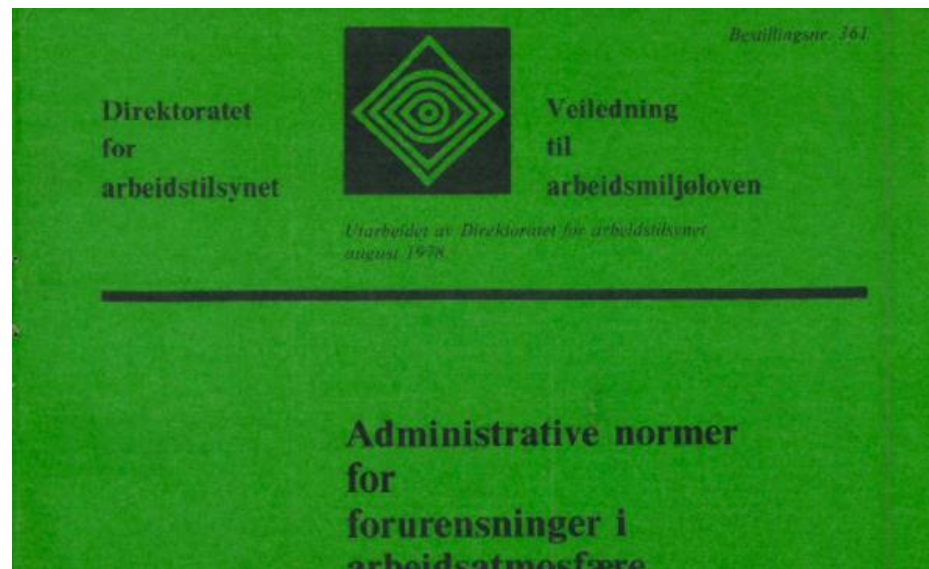 Bestillingsnr. 361
Direktoratet
for
arbeidstilsynet
Veiledning
til
arbeidsmiljøloven
Utarbeidet av Direktoratet for arbeidstilsynet
august 1978.
Administrative normer
for
forurensninger i
arbeidsatmosfære